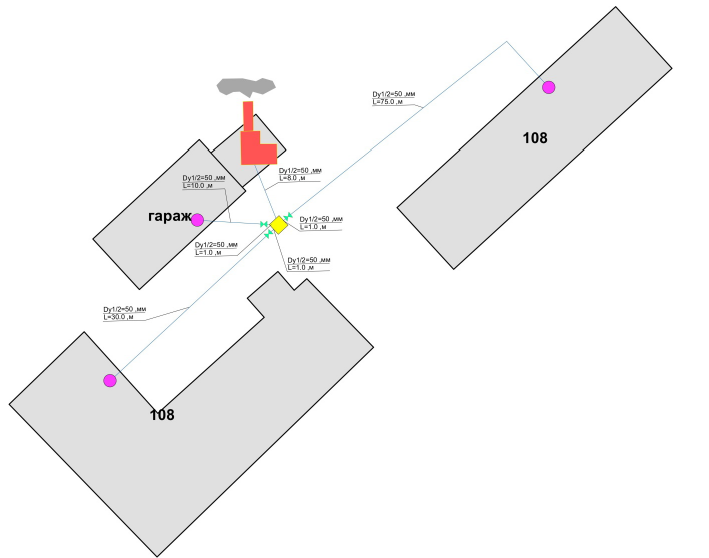 Dy1/2=50 ,мм
L=75.0 ,м
108
Dy1/2=50 ,мм
L=8.0 ,м
Dy1/2=50 ,мм
L=10.0 ,м
гараж
Dy1/2=50 ,мм
L=1.0 ,м
Dy1/2=50 ,мм
L=1.0 ,м
Dy1/2=50 ,мм
L=1.0 ,м
Dy1/2=50 ,мм
L=30.0 ,м
108